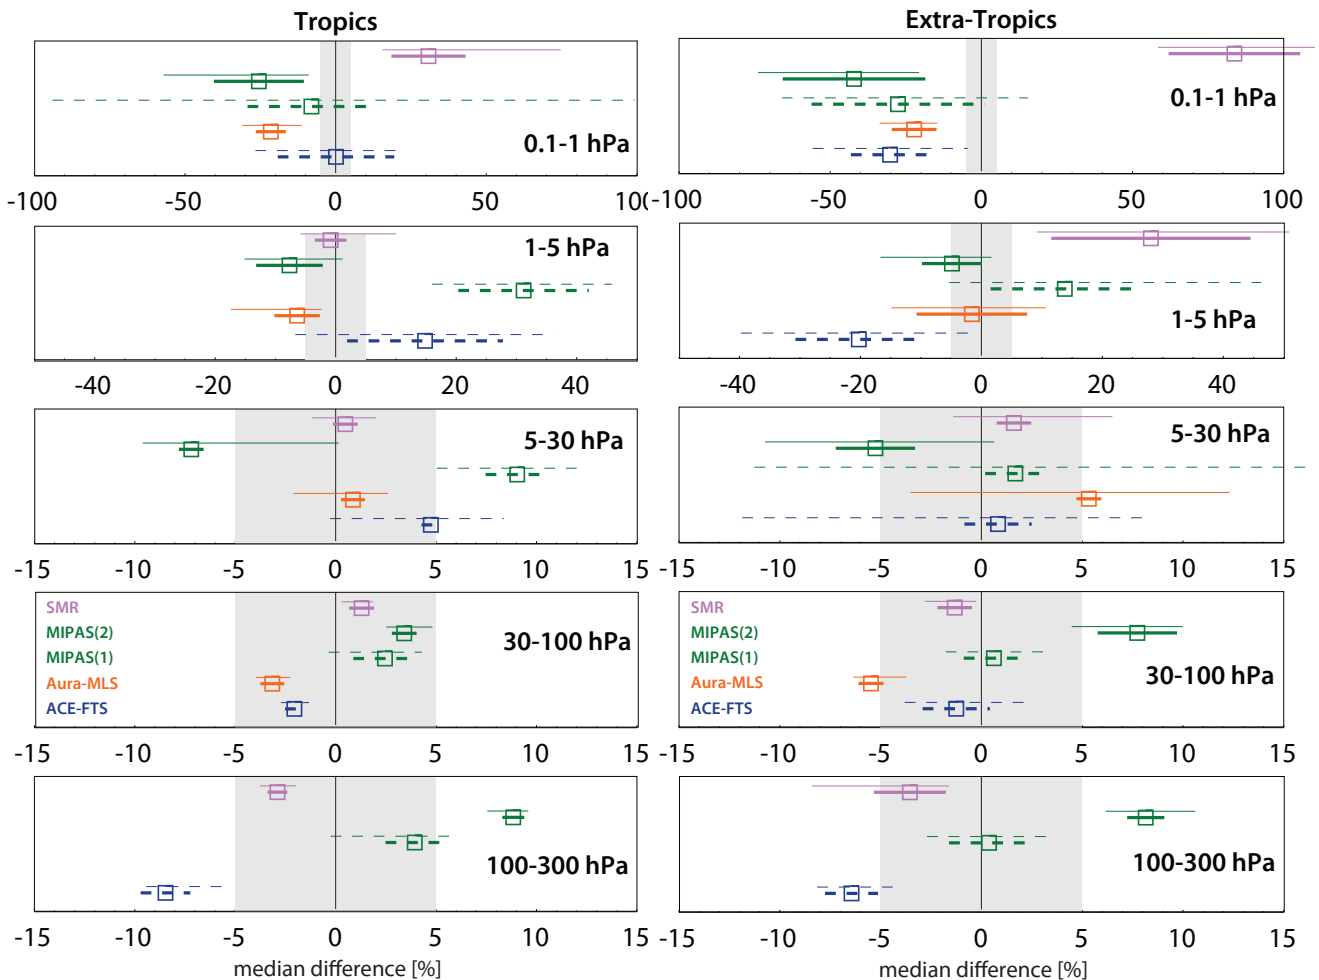 Tropics
Extra-Tropics
0.1-1 hPa
0.1-1 hPa
-100 -50 0 50 100
-100 -50 0 50 100
1-5 hPa
1-5 hPa
-40 -20 0 20 40
-40 -20 0 20 40
5-30 hPa
5-30 hPa
-15 -10 -5 0 5 10 15
-15 -10 -5 0 5 10 15
SMR
MIPAS(2)
MIPAS(1)
Aura-MLS
ACE-FTS
30-100 hPa
SMR
MIPAS(2)
MIPAS(1)
Aura-MLS
ACE-FTS
30-100 hPa
-15 -10 -5 0 5 10 15
-15 -10 -5 0 5 10 15
100-300 hPa
100-300 hPa
-15 -10 -5 0 5 10 15
-15 -10 -5 0 5 10 15
median difference [%]
median difference [%]